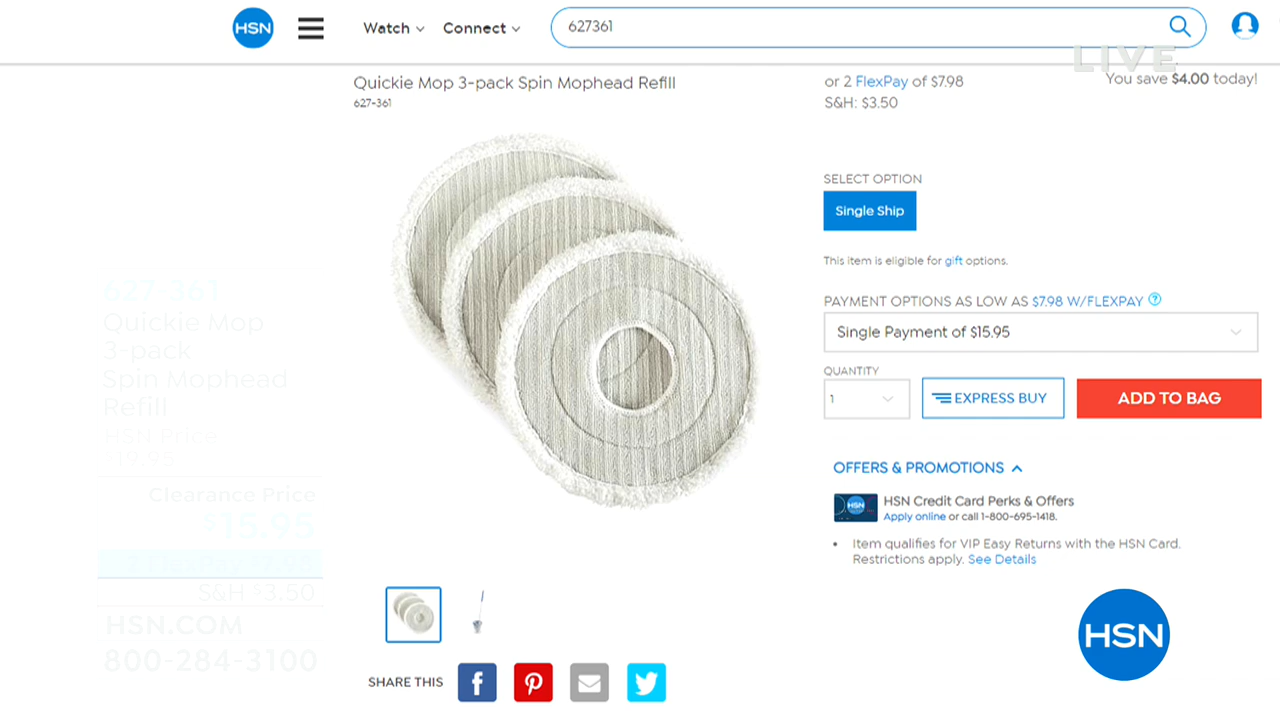 HSN
Watch
Connect
627361
LIVE
Quickie Mop 3-pack Spin Mophead Refill
627-361
or 2 FlexPay of $7.98
S&H: $3.50
You save $4.00 today!
SELECT OPTION
Single Ship
This item is eligible for gift options.
PAYMENT OPTIONS AS LOW AS $7.98 W/FLEXPAY ?
Single Payment of $15.95
QUANTITY
1
EXPRESS BUY
ADD TO BAG
OFFERS & PROMOTIONS
HSN
HSN Credit Card Perks & Offers
Apply online or call 1-800-695-1418.
• Item qualifies for VIP Easy Returns with the HSN Card.
Restrictions apply. See Details
627-361
Quickie Mop
3-pack
Spin Mophead
Refill
HSN Price
$19.95
Clearance Price
$15.95
S&H $3.50
HSN.COM
800-284-3100
SHARE THIS
HSN